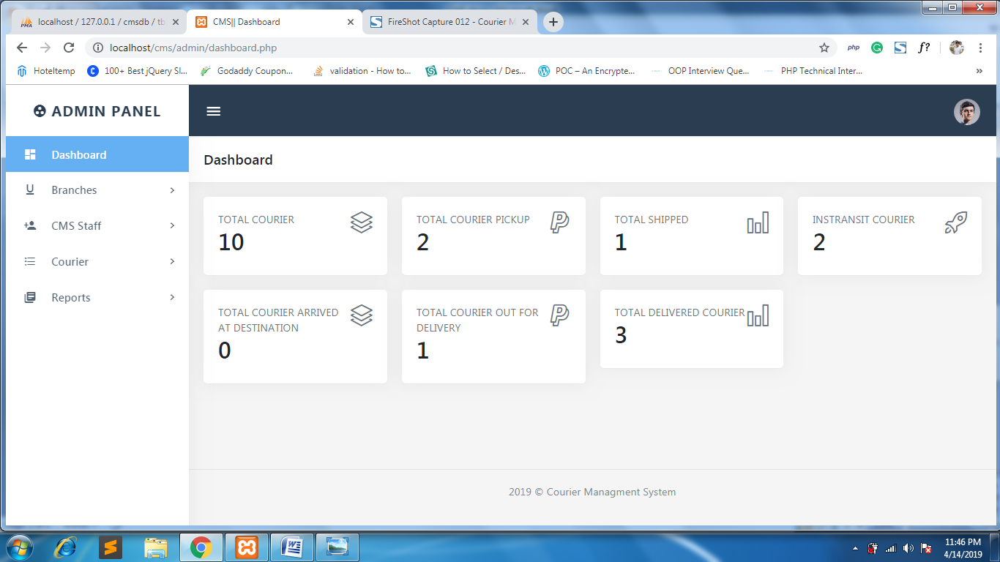 localhost / 127.0.0.1 / cmsdb / tb
CMS|| Dashboard
FireShot Capture 012 - Courier M
localhost/cms/admin/dashboard.php
php
f?
Hoteltemp
100+ Best jQuery Sl...
Godaddy Coupon...
validation - How to...
How to Select / Des...
POC – An Encrypte...
OOP Interview Que...
PHP Technical Inter...
»
ADMIN PANEL
Dashboard
Branches
CMS Staff
Courier
Reports
Dashboard
TOTAL COURIER
10
TOTAL COURIER PICKUP
2
TOTAL SHIPPED
1
INSTRANSIT COURIER
2
TOTAL COURIER ARRIVED
AT DESTINATION
0
TOTAL COURIER OUT FOR
DELIVERY
1
TOTAL DELIVERED COURIER
3
2019 © Courier Managment System
11:46 PM
4/14/2019